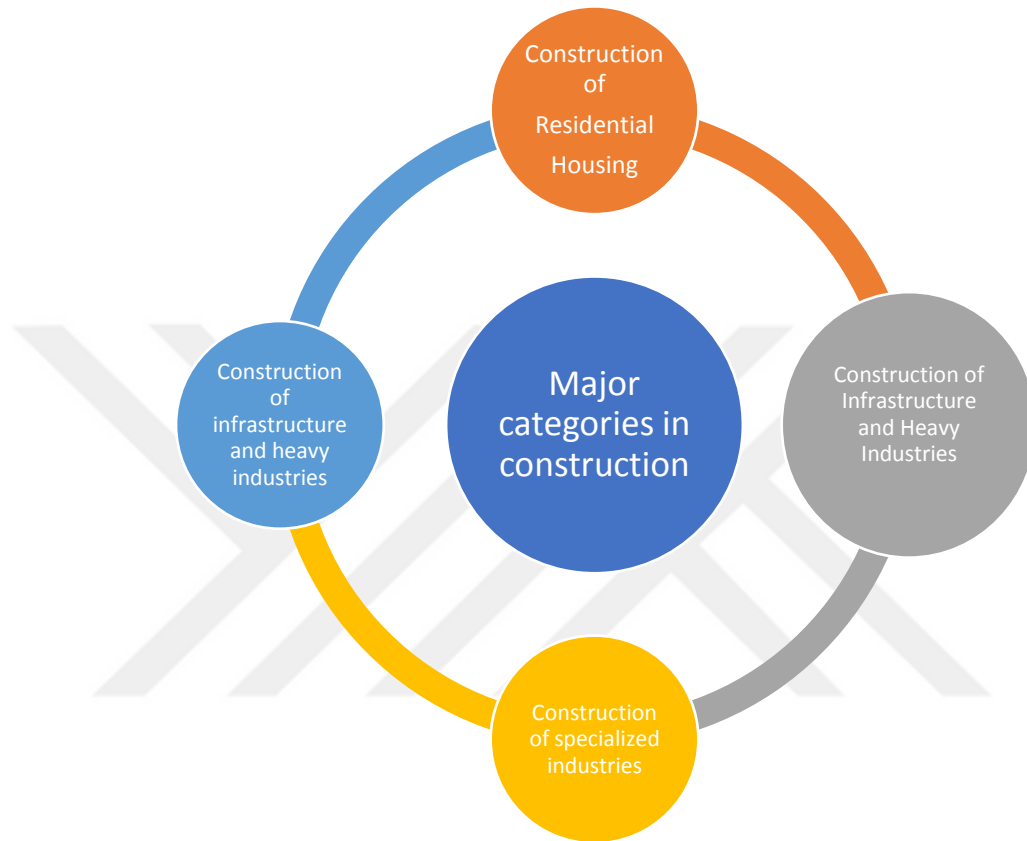 Construction
of
Residential
Housing
Construction
of
infrastructure
and heavy
industries
Major
categories in
construction
Construction of
Infrastructure
and Heavy
Industries
Construction
of specialized
industries